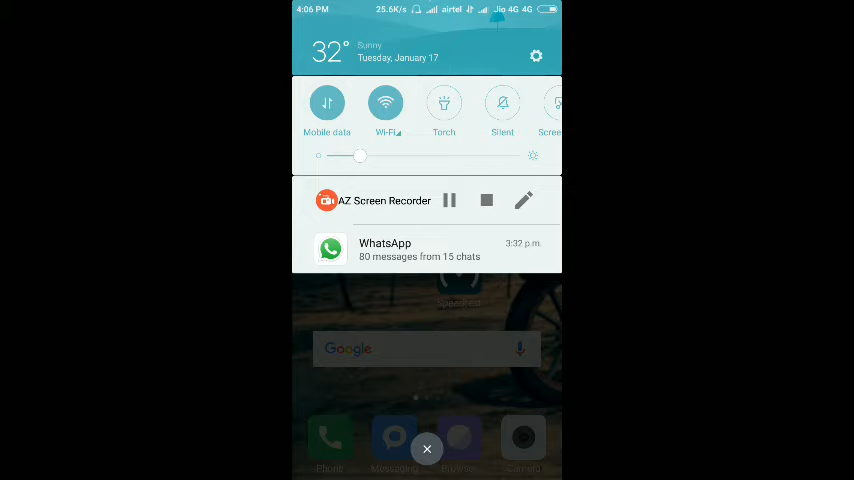 4:06 PM 25.6K/s airtel Jio 4G 4G
32° Sunny
Tuesday, January 17
Mobile data Wi-Fi Torch Silent Scree
AZ Screen Recorder
WhatsApp 3:32 p.m.
80 messages from 15 chats
Google
Phone Messaging Browser Camera